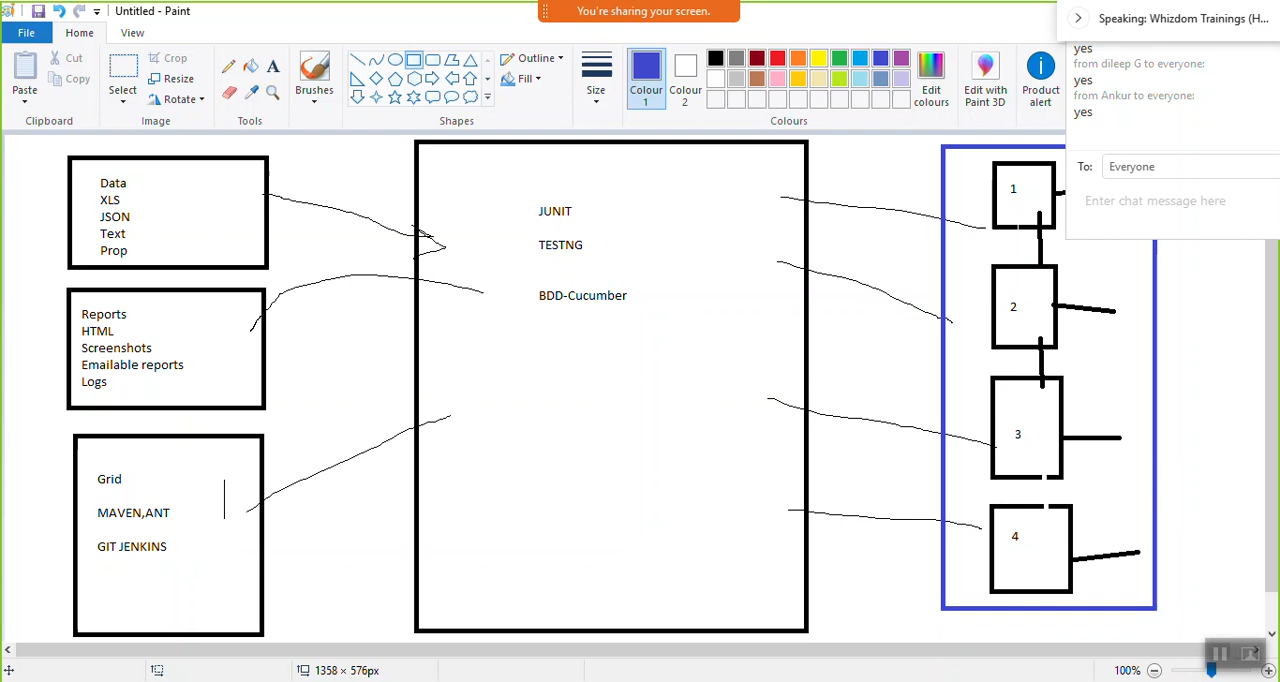 Untitled - Paint
You're sharing your screen.
Speaking: Whizdom Trainings (H...
File
Home
View
Paste
Cut
Copy
Clipboard
Select
Crop
Resize
Rotate
Image
Tools
Brushes
Outline
Fill
Shapes
Size
Colour
1
Colour
2
Edit
colours
Edit with
Paint 3D
Product
alert
Colours
yes
from dileep G to everyone:
yes
from Ankur to everyone:
yes
To:
Everyone
Enter chat message here
Data
XLS
JSON
Text
Prop
Reports
HTML
Screenshots
Emailable reports
Logs
Grid
MAVEN,ANT
GIT JENKINS
JUNIT
TESTNG
BDD-Cucumber
1
2
3
4
1358 × 576px
100%